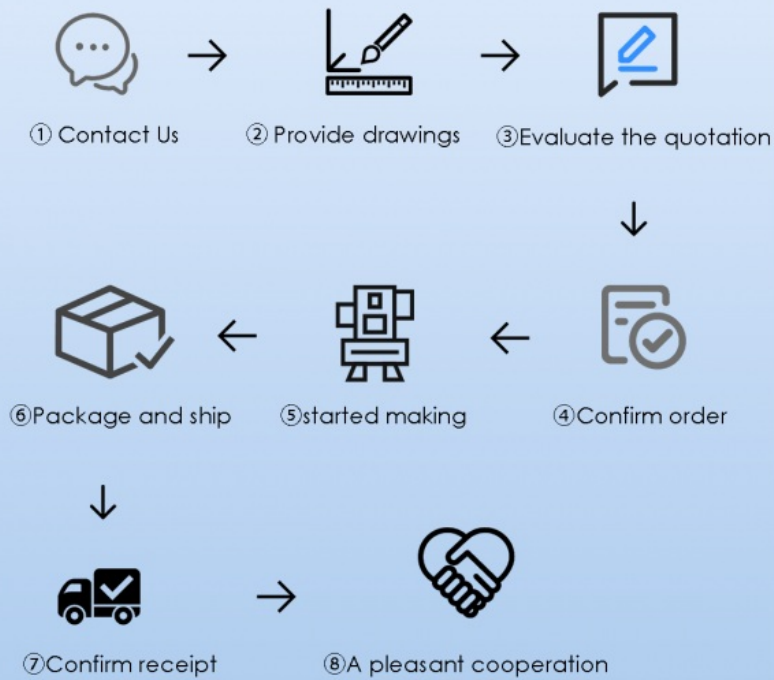 ① Contact Us
② Provide drawings
③Evaluate the quotation
④Confirm order
⑤started making
⑥Package and ship
⑦Confirm receipt
⑧A pleasant cooperation